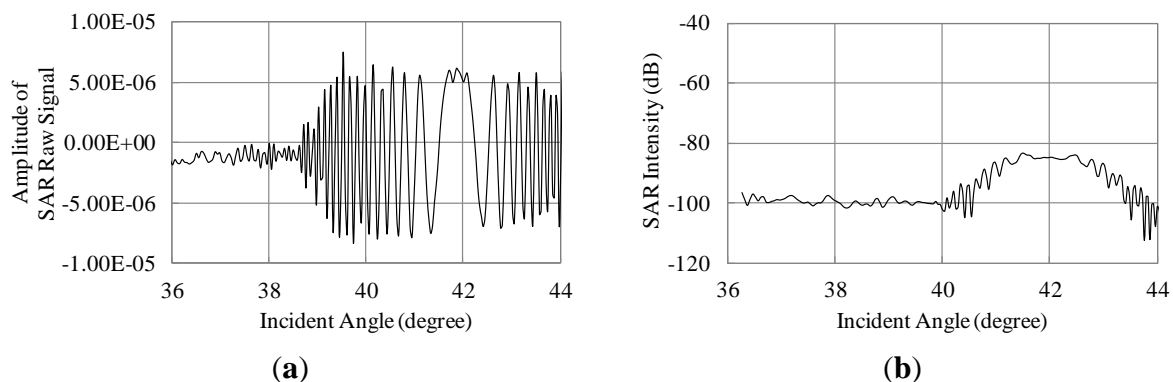 1.00E-05
5.00E-06
0.00E+00
-5.00E-06
-1.00E-05
Amplitude of
SAR Raw Signal
36 38 40 42 44
Incident Angle (degree)
(a)
-40
-60
-80
-100
-120
SAR Intensity (dB)
36 38 40 42 44
Incident Angle (degree)
(b)